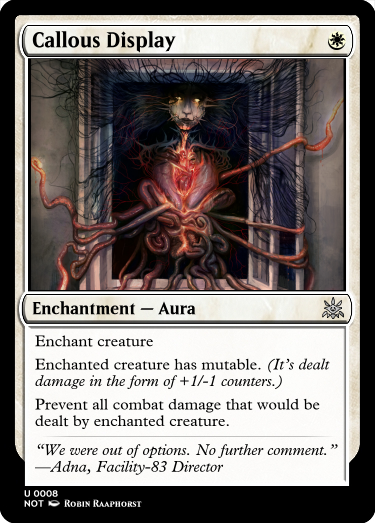 Callous Display
Enchantment — Aura
Enchant creature
Enchanted creature has mutable. (It's dealt
damage in the form of +1/-1 counters.)
Prevent all combat damage that would be
dealt by enchanted creature.
“We were out of options. No further comment.”
—Adna, Facility-83 Director
U 0008
NOT Robin Raaphorst